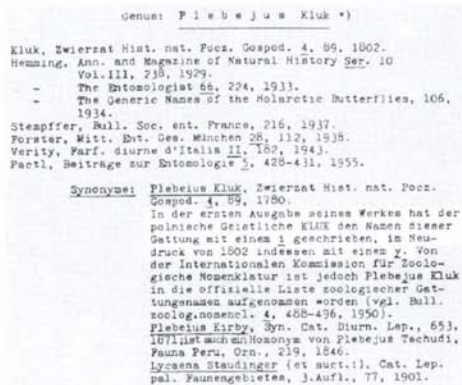 Genus: Plebejus Kluk *)
Kluk, Zwierzat Hist. nat. Pocz. Gospod. 4, 89, 1802.
Hemming, Ann. and Magazine of Natural History Ser. 10
Vol.III, 238, 1929.
- The Entomologist 66, 224, 1933.
- The Generic Names of the Holarctic Butterflies, 106,
1934.
Stempffer, Bull. Soc. ent. France, 216, 1937.
Forster, Mitt. Ent. Ges. München 28, 112, 1938.
Verity, Farf. diurne d'Italia II, 182, 1943.
Pactl, Beiträge zur Entomologie 5, 428-431, 1955.
Synonyme: Plebeius Kluk, Zwierzat Hist. nat. Pocz.
Gospod. 4, 89, 1780.
In der ersten Ausgabe seines Werkes hat der
polnische Geistliche KLUK den Namen dieser
Gattung mit einem i geschrieben, im Neu-
druck von 1802 indessen mit einem y. Von
der Internationalen Kommission für Zoolo-
gische Nomenklatur ist jedoch Plebejus Kluk
in die offizielle Liste zoologischer Gat-
tungsnamen aufgenommen worden (vgl. Bull.
zoolog.nomencl. 4, 488-496, 1950).
Plebeius Kirby, Syn. Cat. Diurn. Lep., 653,
1871;ist auch ein Homonym von Plebejus Tschudi,
Fauna Peru, Orn., 219, 1846.
Lycaena Staudinger (et auct.!), Cat. Lep.
pal. Faunengebietes, 3.Aufl., 77, 1901.